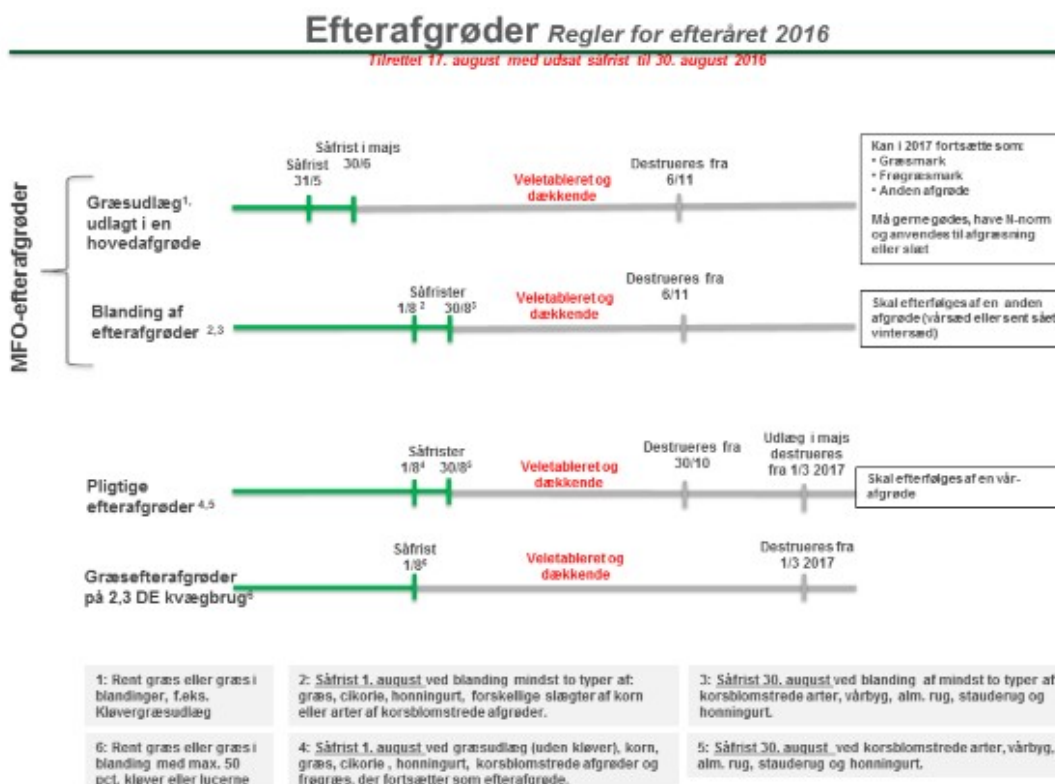 Efterafgrøder Regler for efteråret 2016
Tilrettet 17. august med udsat såfrist til 30. august 2016
MFO-efterafgrøder
Græsudlæg1,
udlagt i en
hovedafgrøde
Såfrist
31/5
Såfrist i majs
30/6
Veletableret og
dækkende
Destrueres fra
6/11
Kan i 2017 fortsætte som:
• Græsmark
• Frøgræsmark
• Anden afgrøde
Må gerne gødes, have N-norm
og anvendes til afgræsning
eller slæt
Blanding af
efterafgrøder 2,3
Såfrister
1/8 2 30/83
Veletableret og
dækkende
Destrueres fra
6/11
Skal efterfølges af en anden
afgrøde (vårsæd eller sent sået
vintersæd)
Pligtige
efterafgrøder 4,5
Såfrister
1/84 30/85
Veletableret og
dækkende
Destrueres fra
30/10
Udlæg i majs
destrueres
fra 1/3 2017
Skal efterfølges af en vår-
afgrøde
Græsefterafgrøder
på 2,3 DE kvægbrug6
Såfrist
1/86
Veletableret og
dækkende
Destrueres fra
1/3 2017
1: Rent græs eller græs i
blandinger, f.eks.
Kløvergræsudlæg
2: Såfrist 1. august ved blanding mindst to typer af:
græs, cikorie, honningurt, forskellige slægter af korn
eller arter af korsblomstrede afgrøder.
3: Såfrist 30. august ved blanding af mindst to typer af
korsblomstrede arter, vårbyg, alm. rug, stauderug og
honningurt.
6: Rent græs eller græs i
blanding med max. 50
pct. kløver eller lucerne
4: Såfrist 1. august ved græsudlæg (uden kløver), korn,
græs, cikorie, honningurt, korsblomstrede afgrøder og
frøgræs, der fortsætter som efterafgrøde.
5: Såfrist 30. august ved korsblomstrede arter, vårbyg,
alm. rug, stauderug og honningurt.